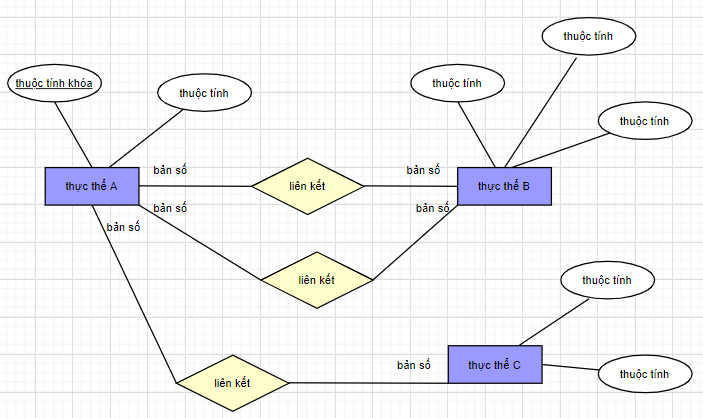 thuộc tính
thuộc tính khóa
thuộc tính
thuộc tính
thuộc tính
bản số
bản số
thực thể A
liên kết
thực thể B
bản số
bản số
bản số
liên kết
thuộc tính
bản số
thực thể C
thuộc tính
liên kết